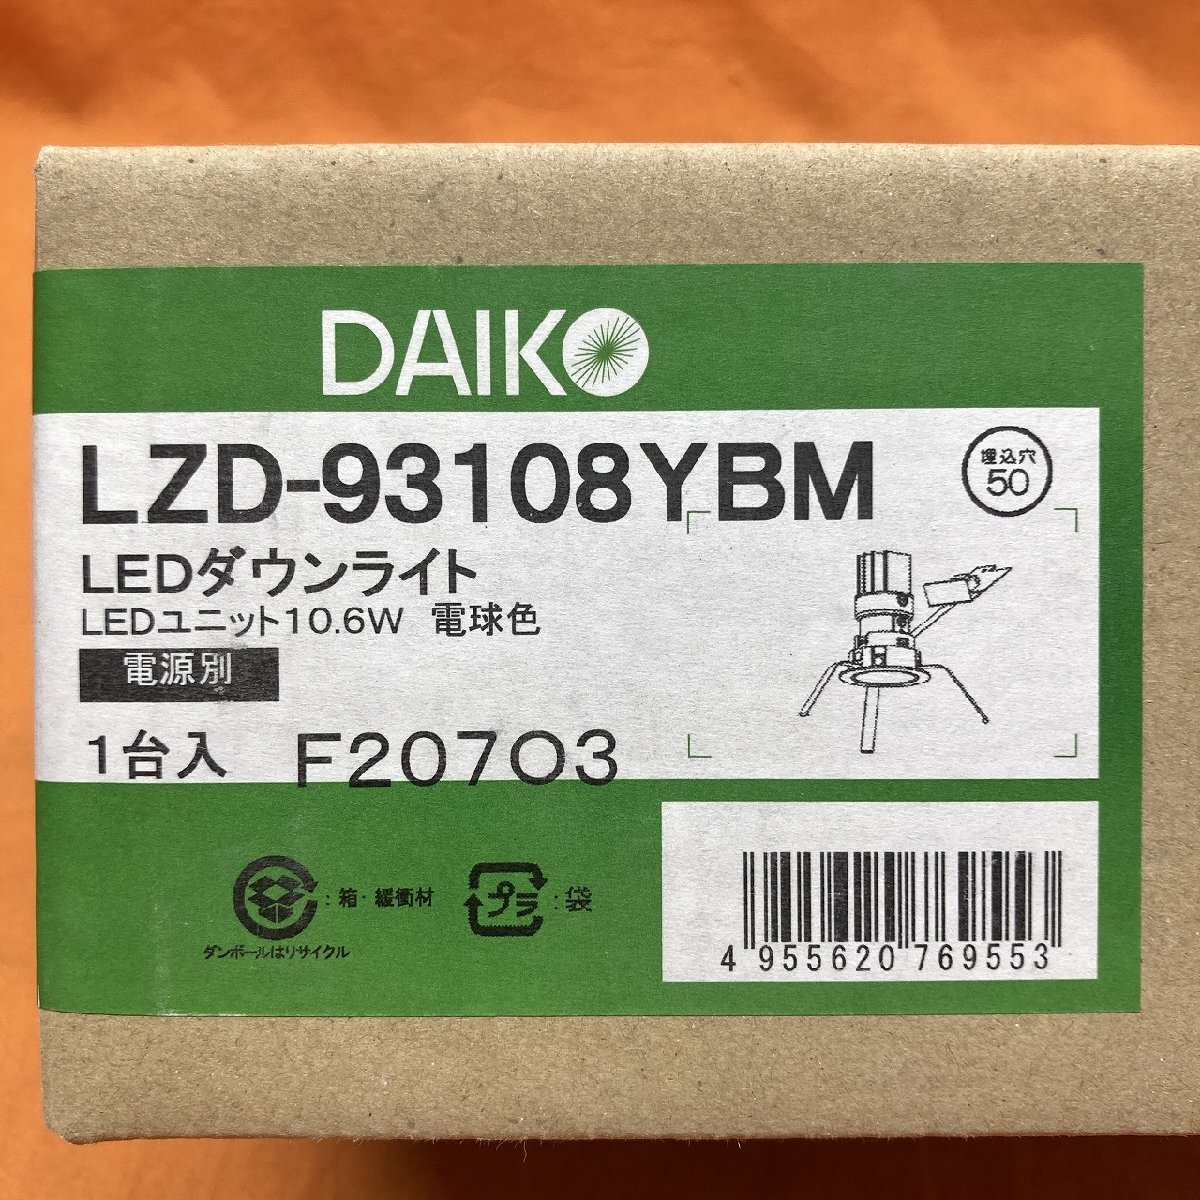 DAIKO
LZD-93108YBM
埋込穴
50
LEDダウンライト
LEDユニット10.6W 電球色
電源別
1台入 F20703
:箱・緩衝材
ダンボールはリサイクル
プラ:袋
4 955620 769553